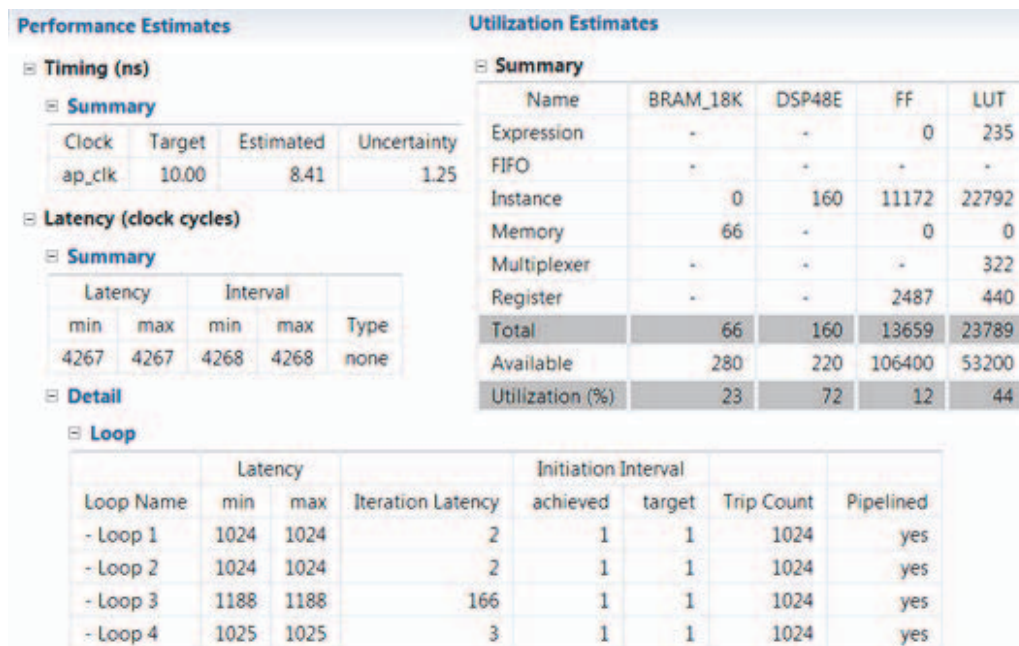 Performance Estimates
Timing (ns)
Summary
Clock Target Estimated Uncertainty
ap_clk 10.00 8.41 1.25
Latency (clock cycles)
Summary
Latency Interval
min max min max Type
4267 4267 4268 4268 none
Utilization Estimates
Summary
Name BRAM_18K DSP48E FF LUT
Expression - - 0 235
FIFO - - - -
Instance 0 160 11172 22792
Memory 66 - 0 0
Multiplexer - - - 322
Register - - 2487 440
Total 66 160 13659 23789
Available 280 220 106400 53200
Utilization (%) 23 72 12 44
Detail
Loop
Latency Initiation Interval
Loop Name min max Iteration Latency achieved target Trip Count Pipelined
- Loop 1 1024 1024 2 1 1 1024 yes
- Loop 2 1024 1024 2 1 1 1024 yes
- Loop 3 1188 1188 166 1 1 1024 yes
- Loop 4 1025 1025 3 1 1 1024 yes